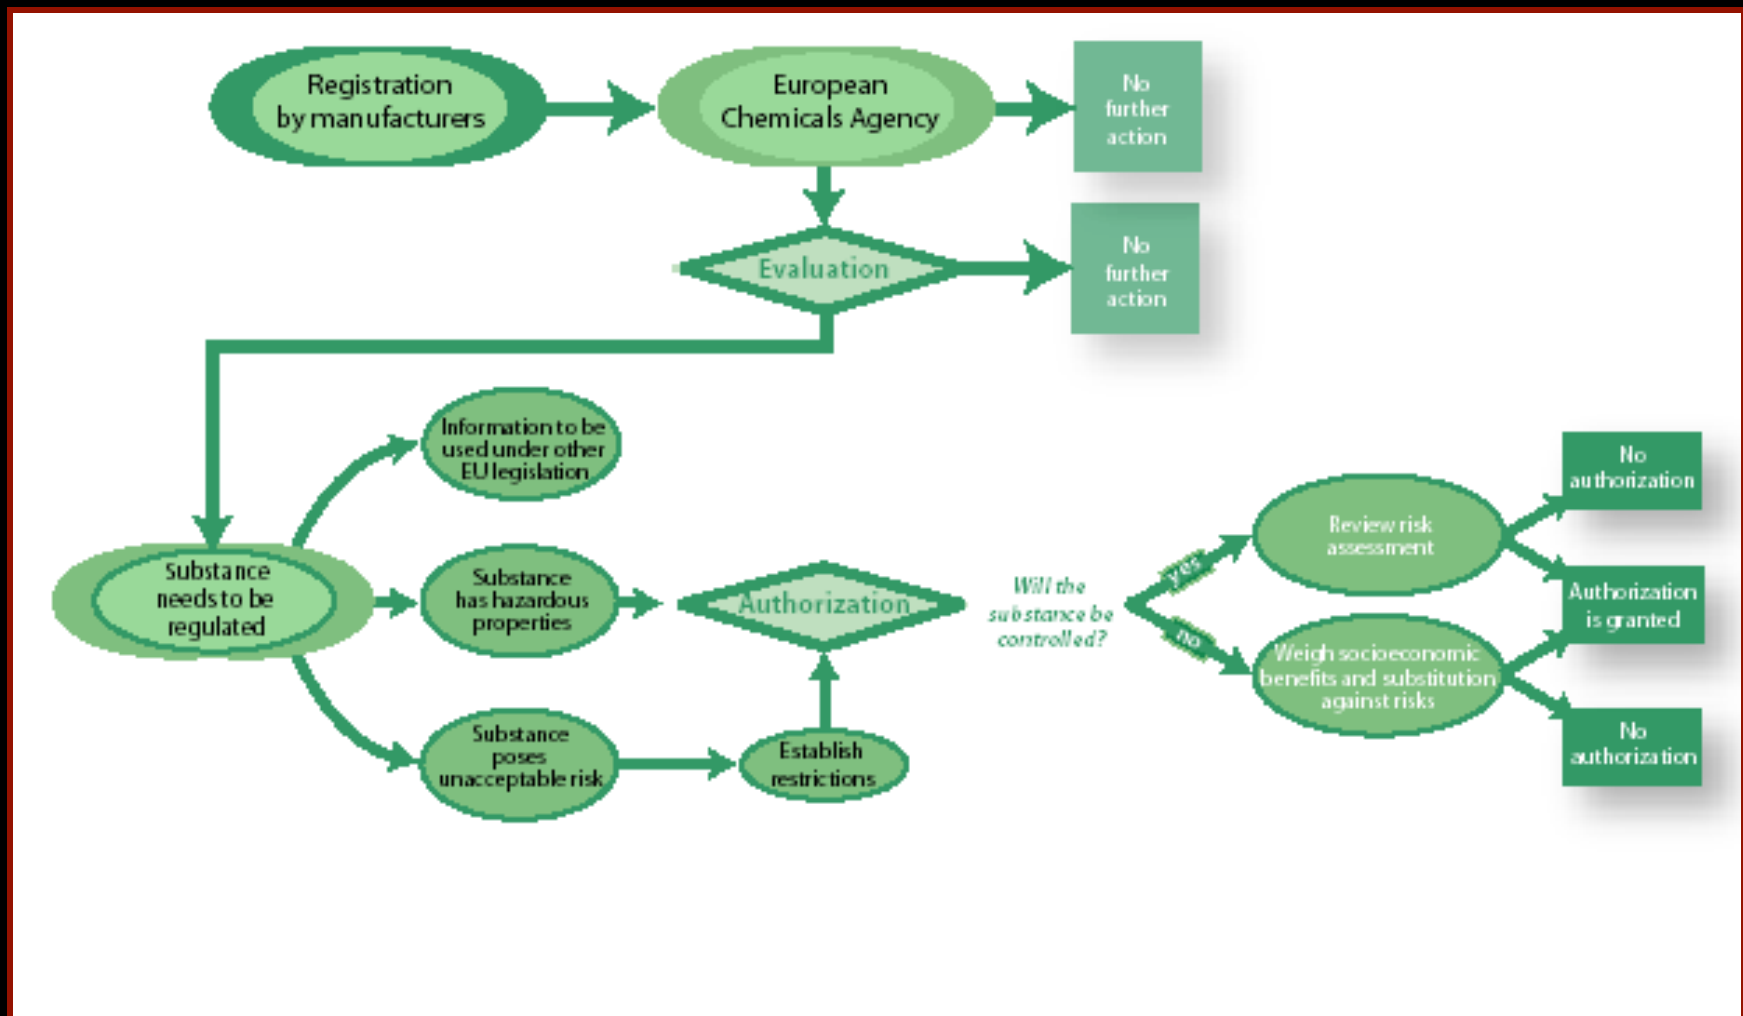 Registration
by manufacturers
European
Chemicals Agency
No
further
action
Evaluation
No
further
action
Information to be
used under other
EU legislation
Substance
needs to be
regulated
Substance
has hazardous
properties
Authorization
Substance
poses
unacceptable risk
Establish
restrictions
Will the
substance be
controlled?
yes
no
Review risk
assessment
Weigh socioeconomic
benefits and substitution
against risks
No
authorization
Authorization
is granted
No
authorization